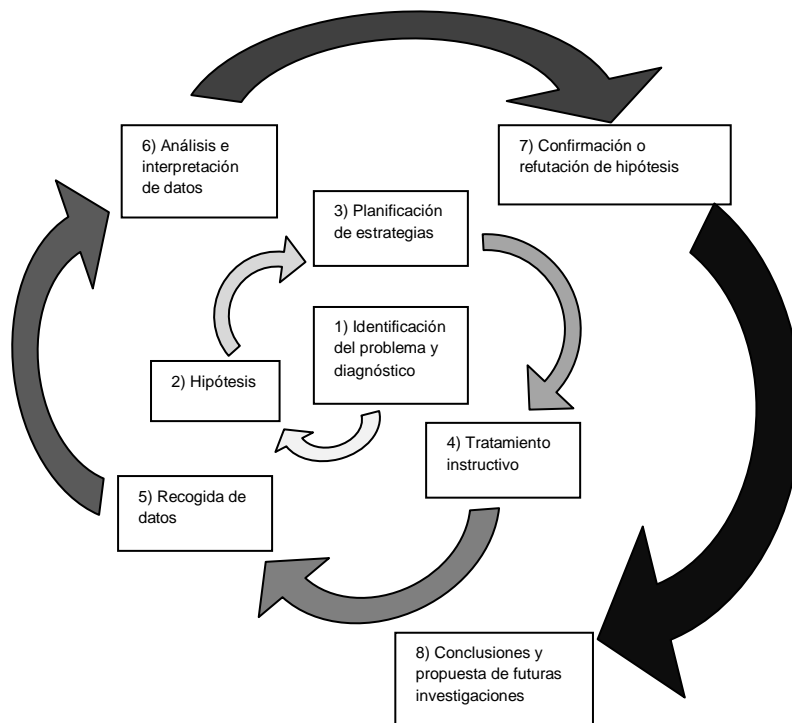 6) Análisis e
interpretación
de datos
7) Confirmación o
refutación de hipótesis
3) Planificación
de estrategias
1) Identificación
del problema y
diagnóstico
2) Hipótesis
4) Tratamiento
instructivo
5) Recogida de
datos
8) Conclusiones y
propuesta de futuras
investigaciones